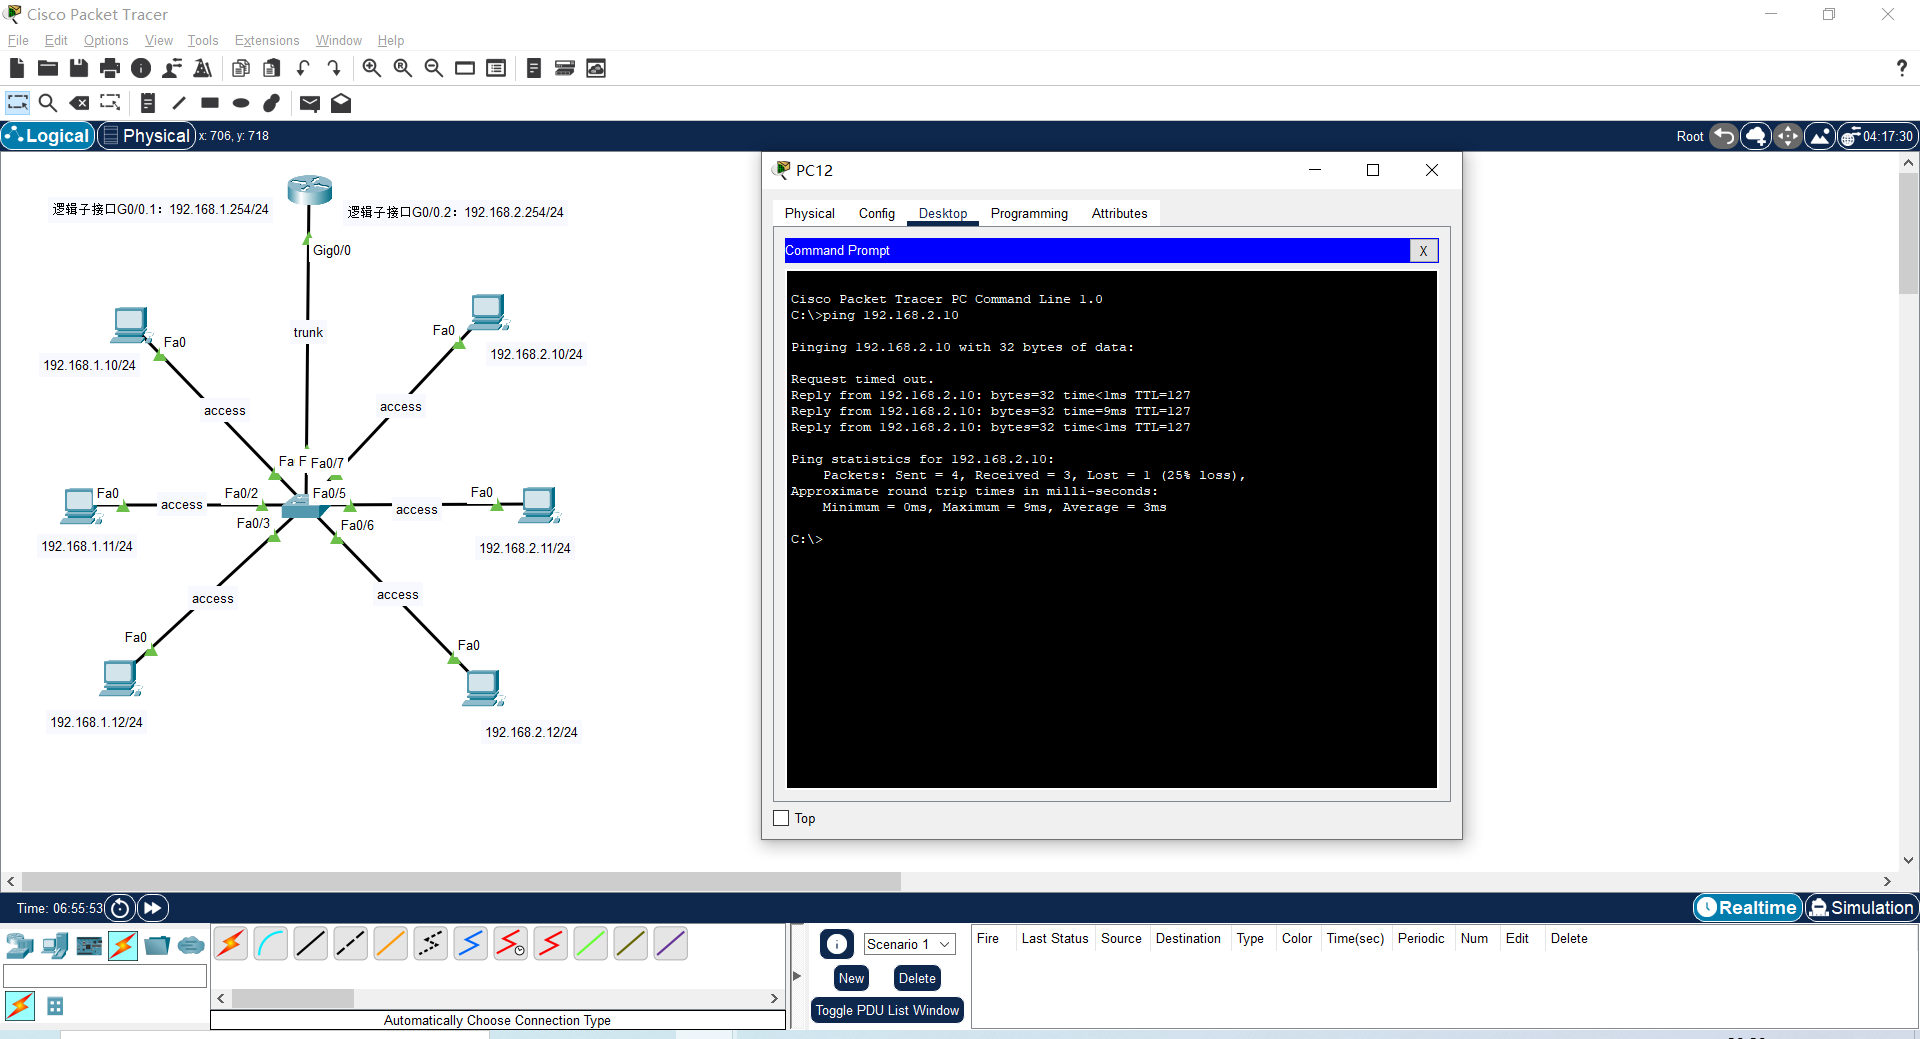 Cisco Packet Tracer
File Edit Options View Tools Extensions Window Help
?
Logical Physical x: 706, y: 718 Root 04:17:30
逻辑子接口G0/0.1：192.168.1.254/24
逻辑子接口G0/0.2：192.168.2.254/24
Gig0/0
trunk
Fa0
192.168.1.10/24
Fa0
192.168.2.10/24
access
access
Fa F Fa0/7
Fa0 access Fa0/2 Fa0/5 access Fa0
Fa0/3 Fa0/6
192.168.1.11/24
192.168.2.11/24
access
access
Fa0
Fa0
192.168.1.12/24
192.168.2.12/24
PC12
Physical Config Desktop Programming Attributes
Command Prompt X
Cisco Packet Tracer PC Command Line 1.0
C:\>ping 192.168.2.10
Pinging 192.168.2.10 with 32 bytes of data:
Request timed out.
Reply from 192.168.2.10: bytes=32 time<1ms TTL=127
Reply from 192.168.2.10: bytes=32 time=9ms TTL=127
Reply from 192.168.2.10: bytes=32 time<1ms TTL=127
Ping statistics for 192.168.2.10:
Packets: Sent = 4, Received = 3, Lost = 1 (25% loss),
Approximate round trip times in milli-seconds:
Minimum = 0ms, Maximum = 9ms, Average = 3ms
C:\>
Top
Time: 06:55:53 Realtime Simulation
Scenario 1
New Delete
Toggle PDU List Window
Fire Last Status Source Destination Type Color Time(sec) Periodic Num Edit Delete
Automatically Choose Connection Type